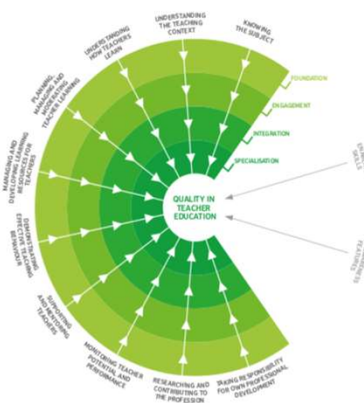 KNOWING
THE SUBJECT
UNDERSTANDING
THE TEACHING
CONTEXT
UNDERSTANDING
HOW TEACHERS
LEARN
PLANNING,
MANAGING AND
MODERATING
TEACHER LEARNING
MANAGING AND
DEVELOPING LEARNING
RESOURCES FOR
TEACHERS
DEMONSTRATING
EFFECTIVE TEACHING
BEHAVIOUR
SUPPORTING
AND MENTORING
TEACHERS
MONITORING TEACHER
POTENTIAL AND
PERFORMANCE
RESEARCHING AND
CONTRIBUTING TO
THE PROFESSION
TAKING RESPONSIBILITY
FOR OWN PROFESSIONAL
DEVELOPMENT
FOUNDATION
ENGAGEMENT
INTEGRATION
SPECIALISATION
QUALITY IN
TEACHER
EDUCATION
SKILLS
FEATURES